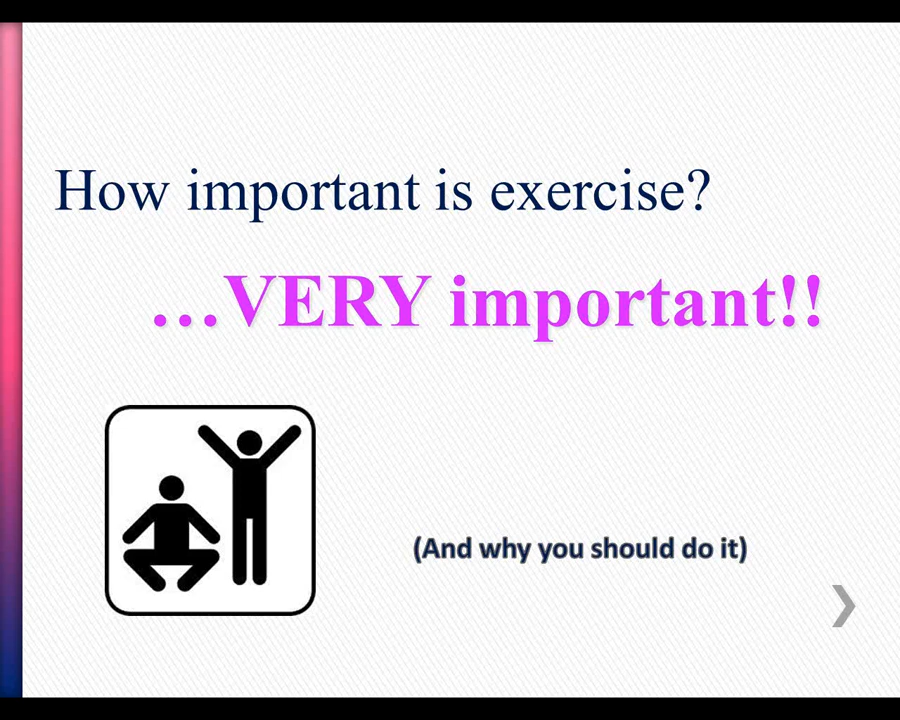 How important is exercise?
…VERY important!!
(And why you should do it)